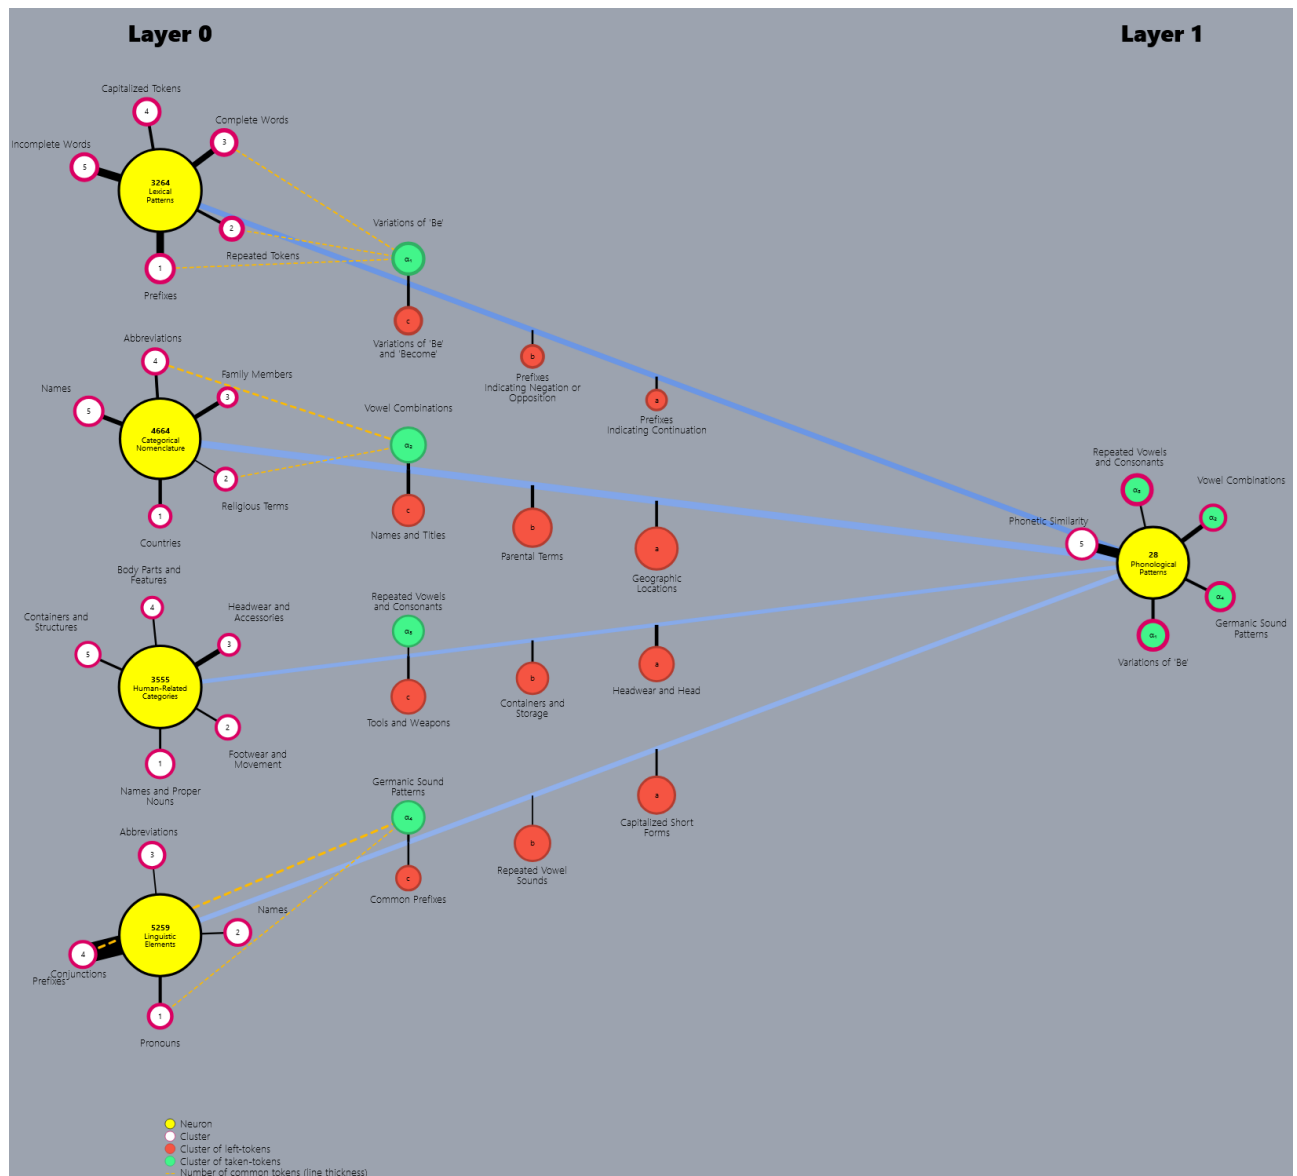 Layer 0
Layer 1
Capitalized Tokens
4
Complete Words
3
Incomplete Words
5
3264
Lexical
Patterns
2
Repeated Tokens
1
Prefixes
Variations of 'Be'
α₁
c
Variations of 'Be'
and 'Become'
b
Prefixes
Indicating Negation or
Opposition
a
Prefixes
Indicating Continuation
Abbreviations
4
Family Members
3
Names
5
4664
Categorical
Nomenclature
2
Religious Terms
1
Countries
Vowel Combinations
α₂
c
Names and Titles
b
Parental Terms
a
Geographic
Locations
Body Parts and
Features
4
Headwear and
Accessories
3
Containers and
Structures
5
3555
Human-Related
Categories
2
Footwear and
Movement
1
Names and Proper
Nouns
Repeated Vowels
and Consonants
α₃
c
Tools and Weapons
b
Containers and
Storage
a
Headwear and Head
Abbreviations
3
Names
2
5259
Linguistic
Elements
4
Conjunctions
Prefixes
1
Pronouns
Germanic Sound
Patterns
α₄
c
Common Prefixes
b
Repeated Vowel
Sounds
a
Capitalized Short
Forms
Repeated Vowels
and Consonants
α₃
Vowel Combinations
α₂
Phonetic Similarity
5
28
Phonological
Patterns
α₄
Germanic Sound
Patterns
α₁
Variations of 'Be'
Neuron
Cluster
Cluster of left-tokens
Cluster of taken-tokens
Number of common tokens (line thickness)